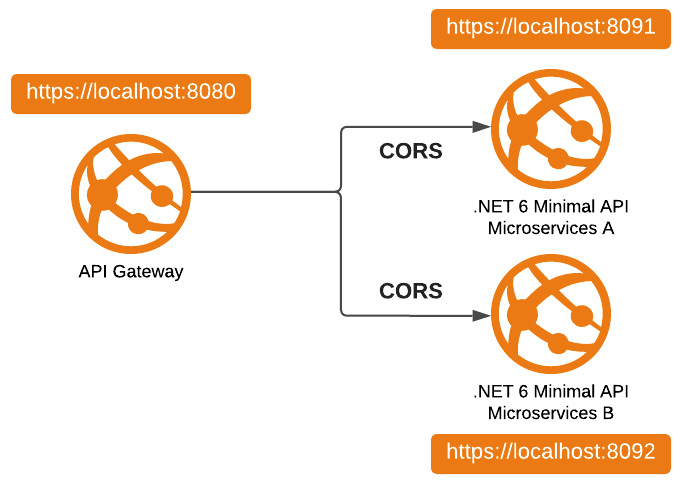 https://localhost:8091
https://localhost:8080
CORS
.NET 6 Minimal API
Microservices A
API Gateway
CORS
.NET 6 Minimal API
Microservices B
https://localhost:8092